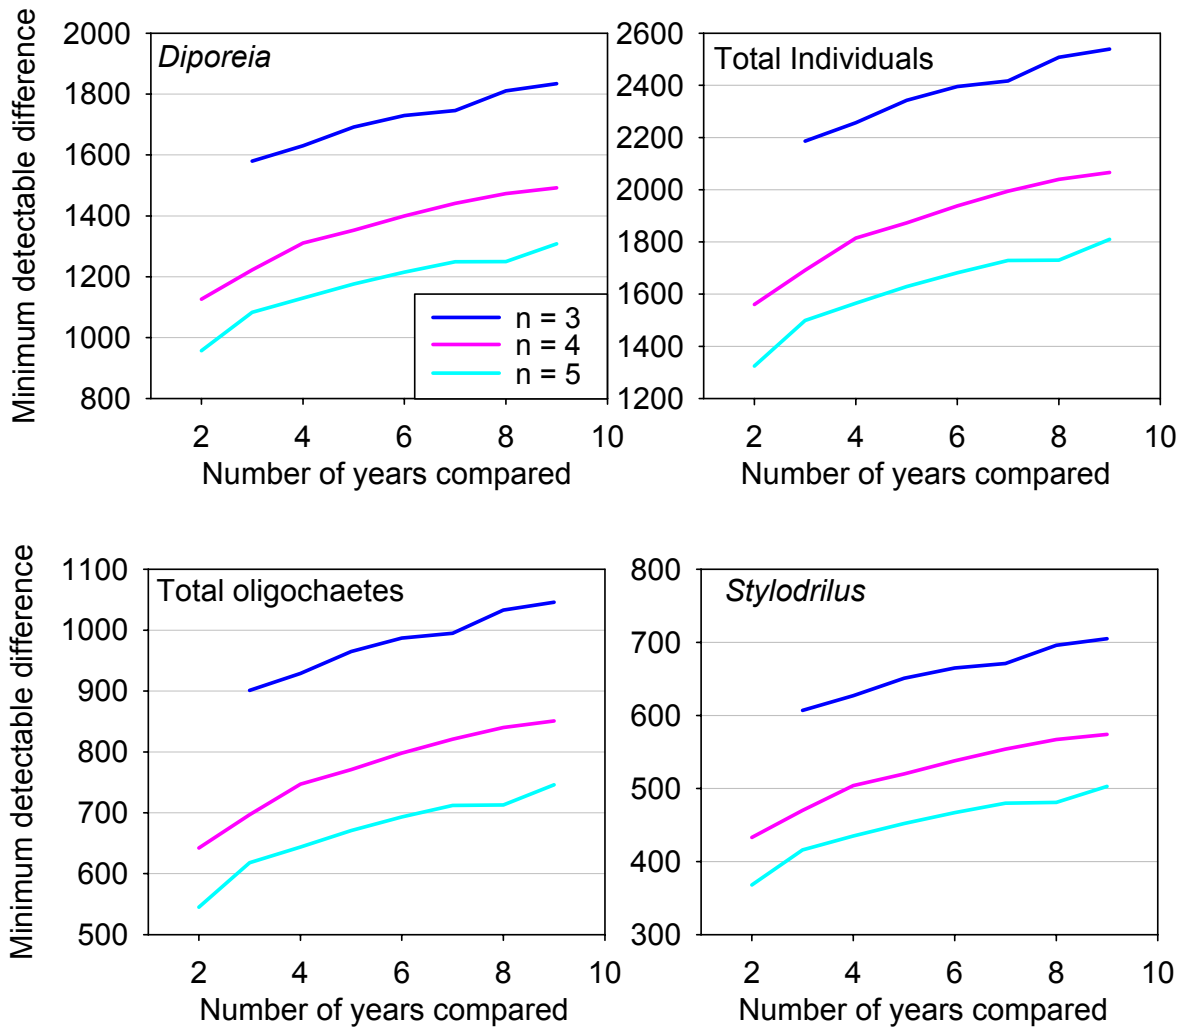 Minimum detectable difference
2000
1800
1600
1400
1200
1000
800
Diporeia
n = 3
n = 4
n = 5
2 4 6 8 10
Number of years compared
2600
2400
2200
2000
1800
1600
1400
1200
Total Individuals
2 4 6 8 10
Number of years compared
Minimum detectable difference
1100
1000
900
800
700
600
500
Total oligochaetes
2 4 6 8 10
Number of years compared
800
700
600
500
400
300
Stylodrilus
2 4 6 8 10
Number of years compared